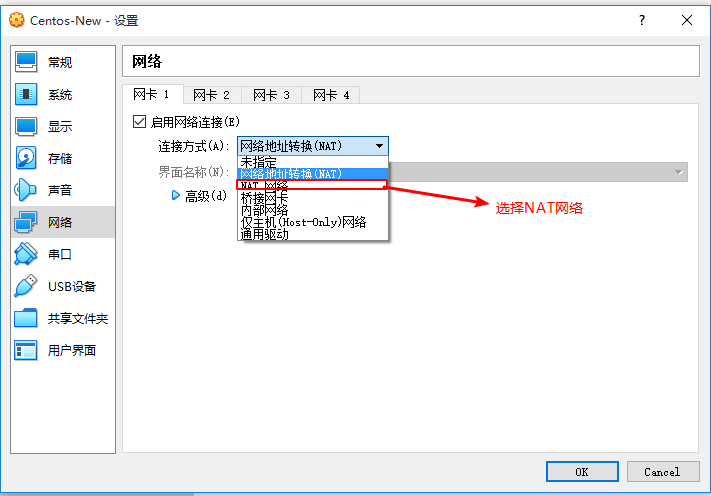 Centos-New - 设置
常规
系统
显示
存储
声音
网络
串口
USB设备
共享文件夹
用户界面
网络
网卡 1 网卡 2 网卡 3 网卡 4
启用网络连接(E)
连接方式(A): 网络地址转换(NAT)
界面名称(N):
高级(d)
未指定
网络地址转换(NAT)
NAT 网络
桥接网卡
内部网络
仅主机(Host-Only)网络
通用驱动
选择NAT网络
OK Cancel